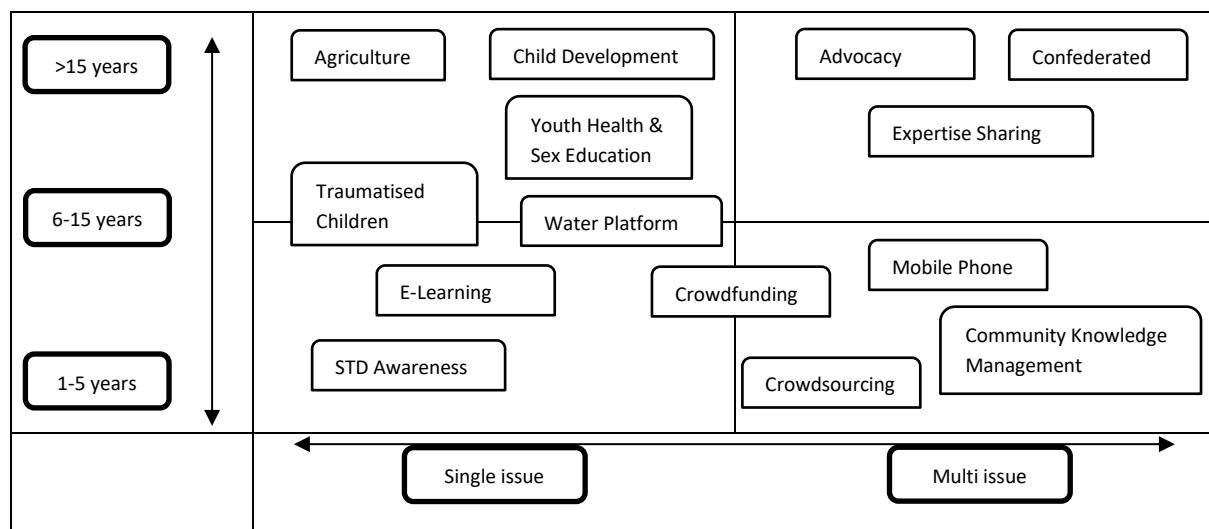 >15 years
Agriculture
Child Development
Advocacy
Confederated
Youth Health &
Sex Education
Expertise Sharing
6-15 years
Traumatised
Children
Water Platform
Mobile Phone
E-Learning
Crowdfunding
Community Knowledge
Management
1-5 years
STD Awareness
Crowdsourcing
Single issue
Multi issue